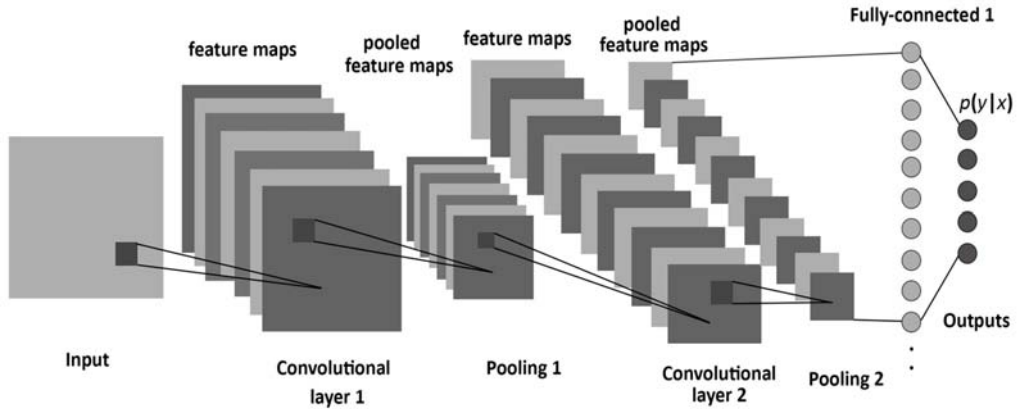 Fully-connected 1
feature maps
pooled
feature maps
feature maps
pooled
feature maps
p(y|x)
Input
Convolutional
layer 1
Pooling 1
Convolutional
layer 2
Pooling 2
Outputs